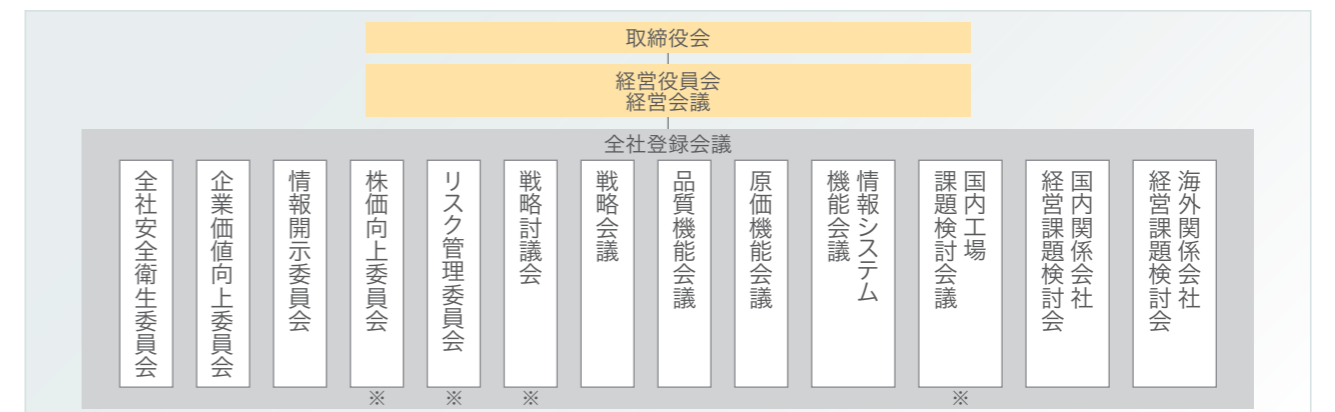 取締役会
経営役員会
経営会議
全社登録会議
全社安全衛生委員会
企業価値向上委員会
情報開示委員会
株価向上委員会
リスク管理委員会
戦略討議会
戦略会議
品質機能会議
原価機能会議
情報システム
機能会議
国内工場
課題検討会議
国内関係会社
経営課題検討会
海外関係会社
経営課題検討会
※
※
※
※